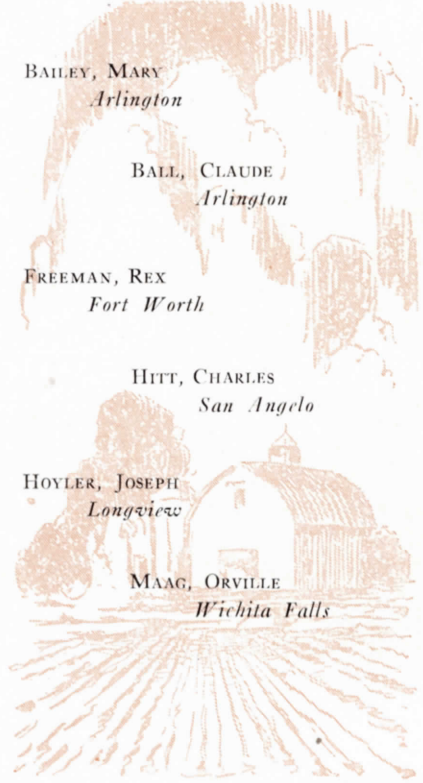 BAILEY, MARY
Arlington
BALL, CLAUDE
Arlington
FREEMAN, REX
Fort Worth
HITT, CHARLES
San Angelo
HOYLER, JOSEPH
Longview
MAAG, ORVILLE
Wichita Falls